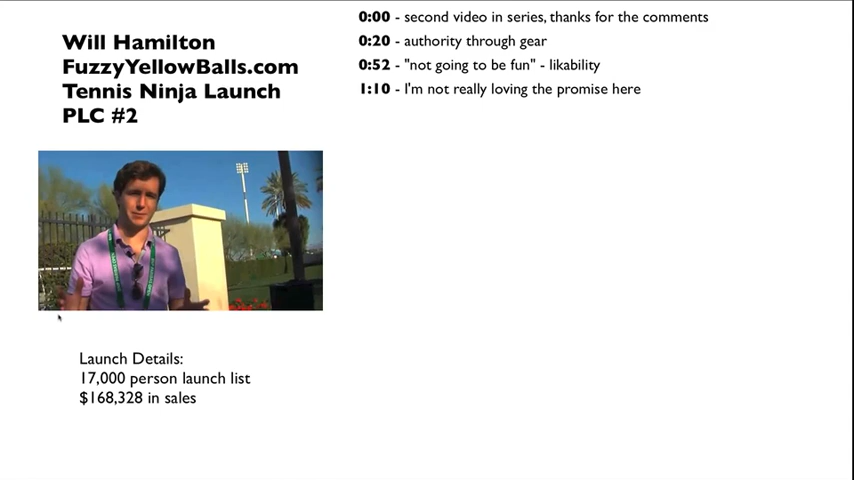 Will Hamilton
FuzzyYellowBalls.com
Tennis Ninja Launch
PLC #2
0:00 - second video in series, thanks for the comments
0:20 - authority through gear
0:52 - "not going to be fun" - likability
1:10 - I'm not really loving the promise here
Launch Details:
17,000 person launch list
$168,328 in sales